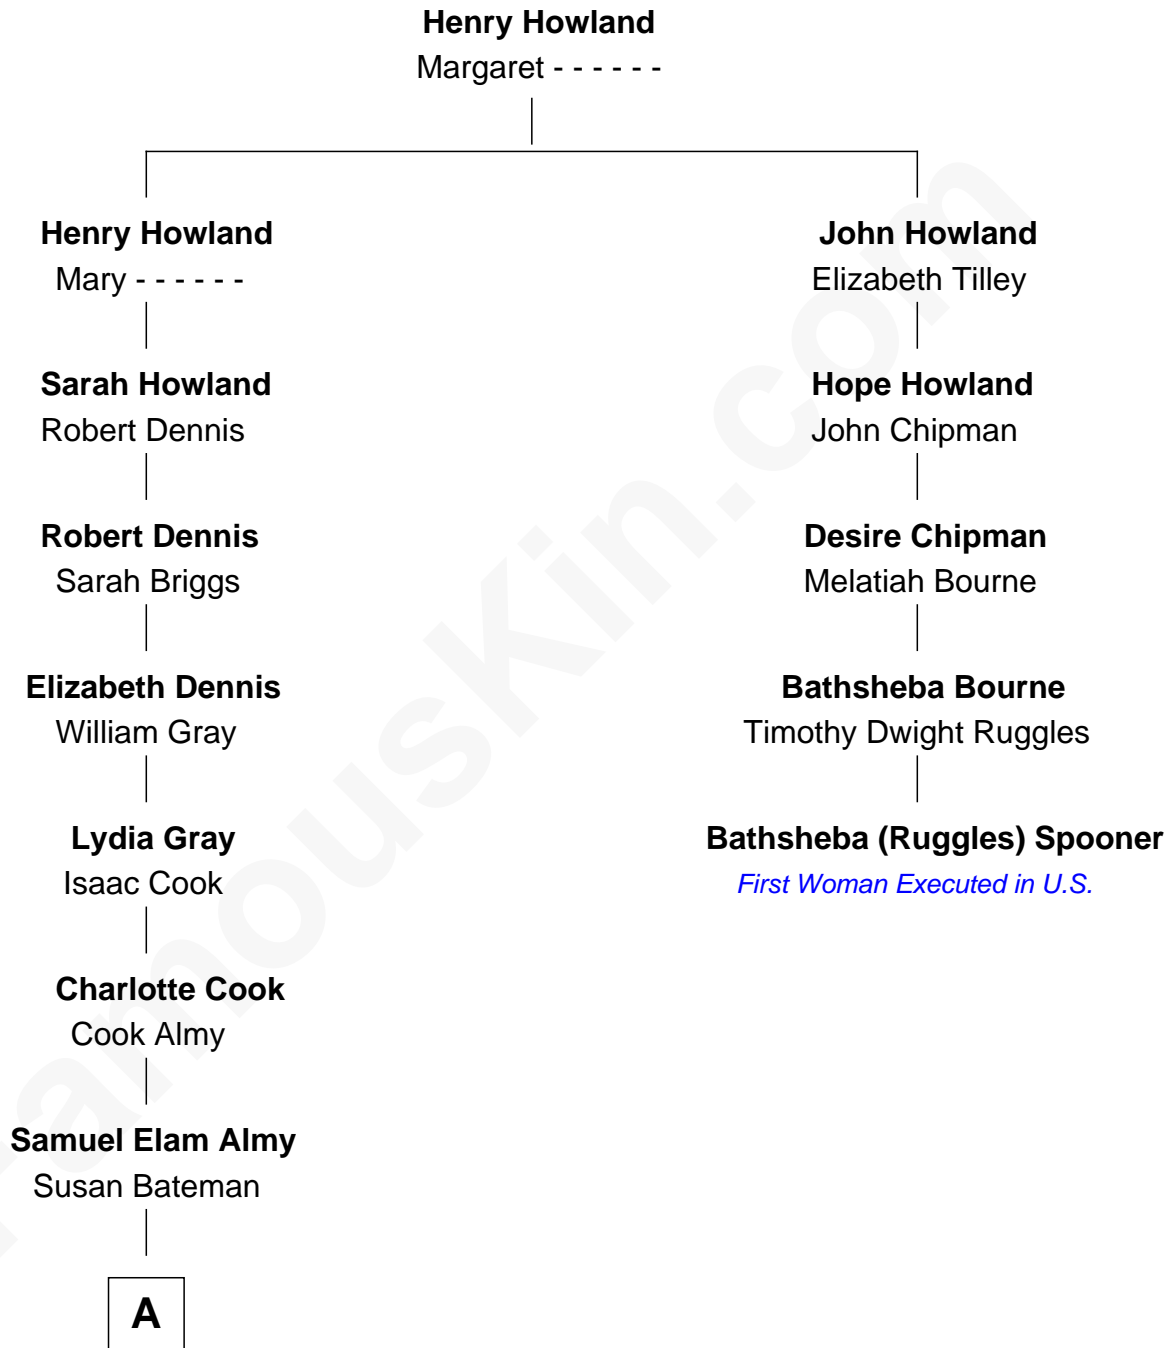 Henry Howland
Margaret - - - - - -
Henry Howland
Mary - - - - - -
John Howland
Elizabeth Tilley
Sarah Howland
Robert Dennis
Hope Howland
John Chipman
Robert Dennis
Sarah Briggs
Desire Chipman
Melatiah Bourne
Elizabeth Dennis
William Gray
Bathsheba Bourne
Timothy Dwight Ruggles
Lydia Gray
Isaac Cook
Bathsheba (Ruggles) Spooner
First Woman Executed in U.S.
Charlotte Cook
Cook Almy
Samuel Elam Almy
Susan Bateman
A
FamousKin.com